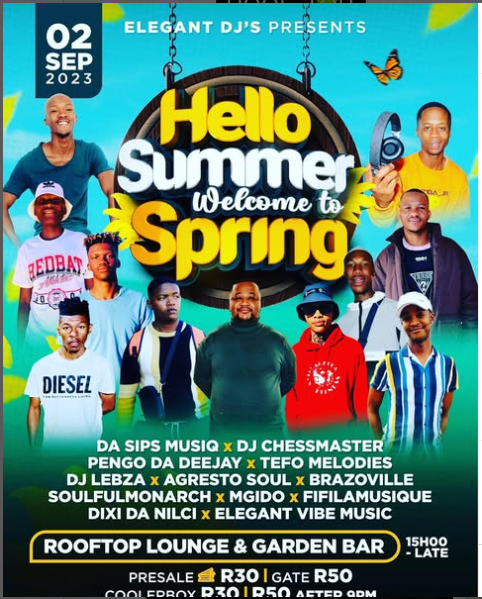 ELEGANT DJ'S PRESENTS
02
SEP
2023
Hello
Summer
Welcome to
Spring
REDBAT
DIESEL
DA SIPS MUSIQ x DJ CHESSMASTER
PENGO DA DEEJAY x TEFO MELODIES
DJ LEBZA x AGRESTO SOUL x BRAZOVILLE
SOULFULMONARCH x MGIDO x FIFILAMUSIQUE
DIXI DA NILCI x ELEGANT VIBE MUSIC
ROOFTOP LOUNGE & GARDEN BAR
15H00
- LATE
PRESALE R30 | GATE R50
COOLERBOX R30 | R50 AFTER 9PM